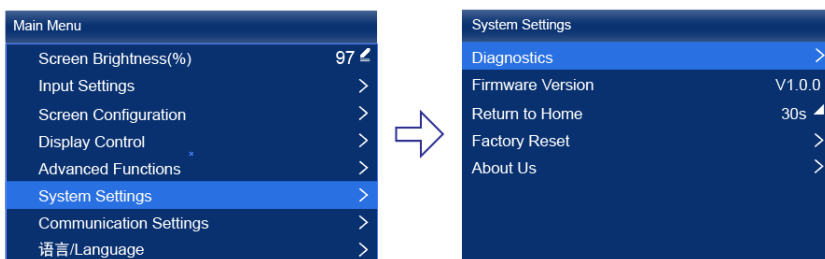 Main Menu
Screen Brightness(%) 97
Input Settings
Screen Configuration
Display Control
Advanced Functions
System Settings
Communication Settings
语言/Language
System Settings
Diagnostics
Firmware Version V1.0.0
Return to Home 30s
Factory Reset
About Us